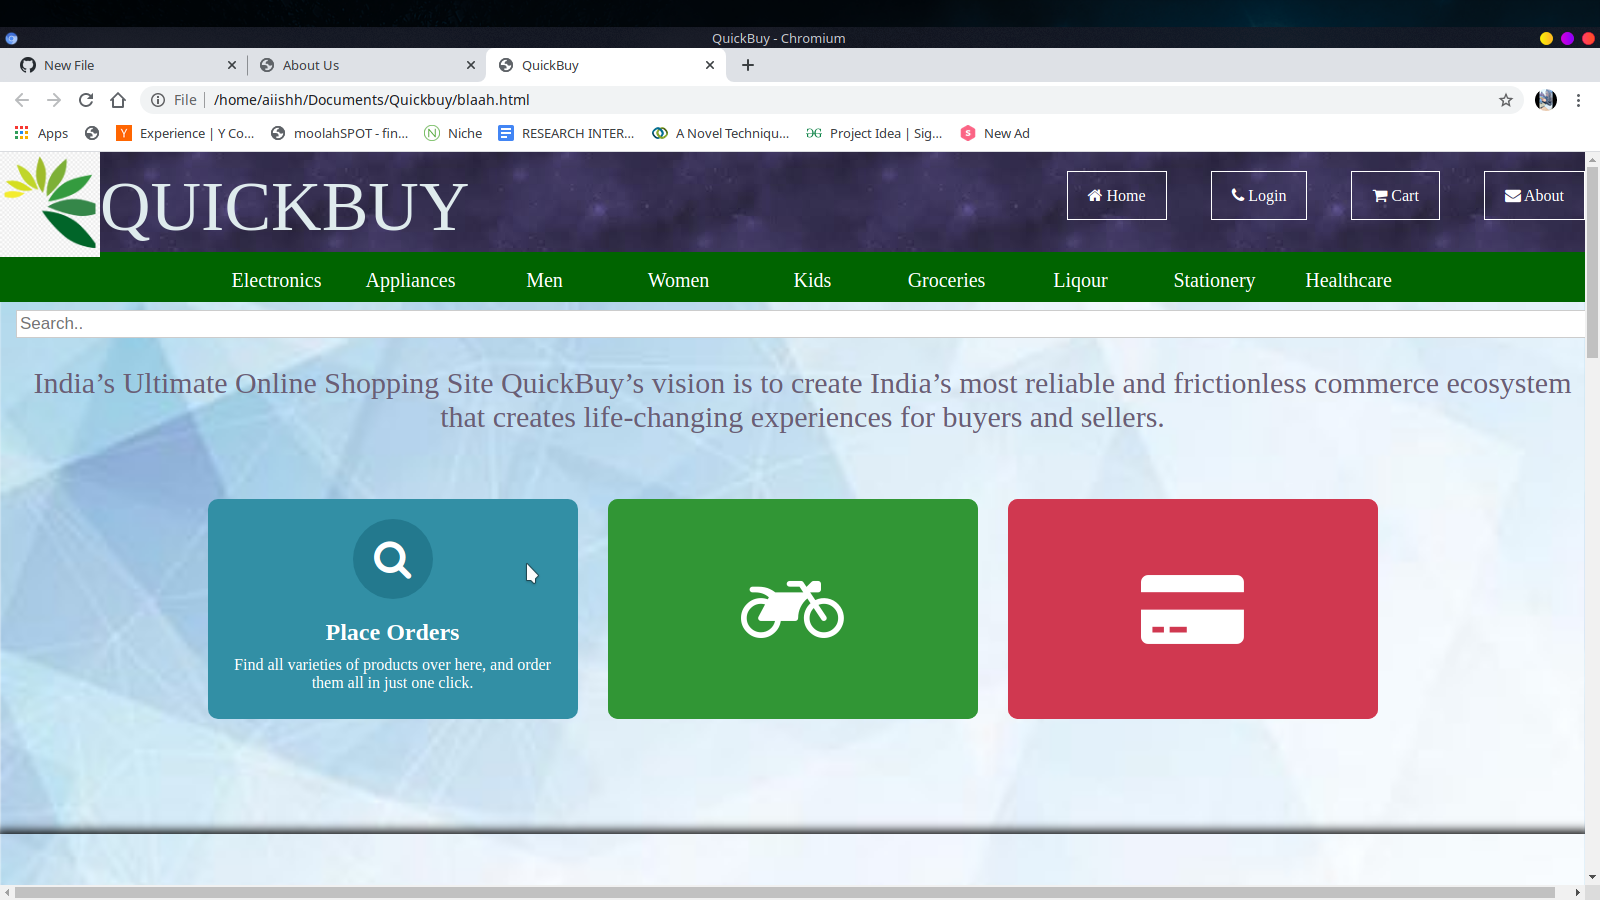 QuickBuy - Chromium
New File
About Us
QuickBuy
File
/home/aiishh/Documents/Quickbuy/blaah.html
Apps
Experience | Y Co...
moolahSPOT - fin...
Niche
RESEARCH INTER...
A Novel Techniqu...
Project Idea | Sig...
New Ad
QUICKBUY
Home
Login
Cart
About
Electronics
Appliances
Men
Women
Kids
Groceries
Liqour
Stationery
Healthcare
Search..
India’s Ultimate Online Shopping Site QuickBuy’s vision is to create India’s most reliable and frictionless commerce ecosystem
that creates life-changing experiences for buyers and sellers.
Place Orders
Find all varieties of products over here, and order
them all in just one click.